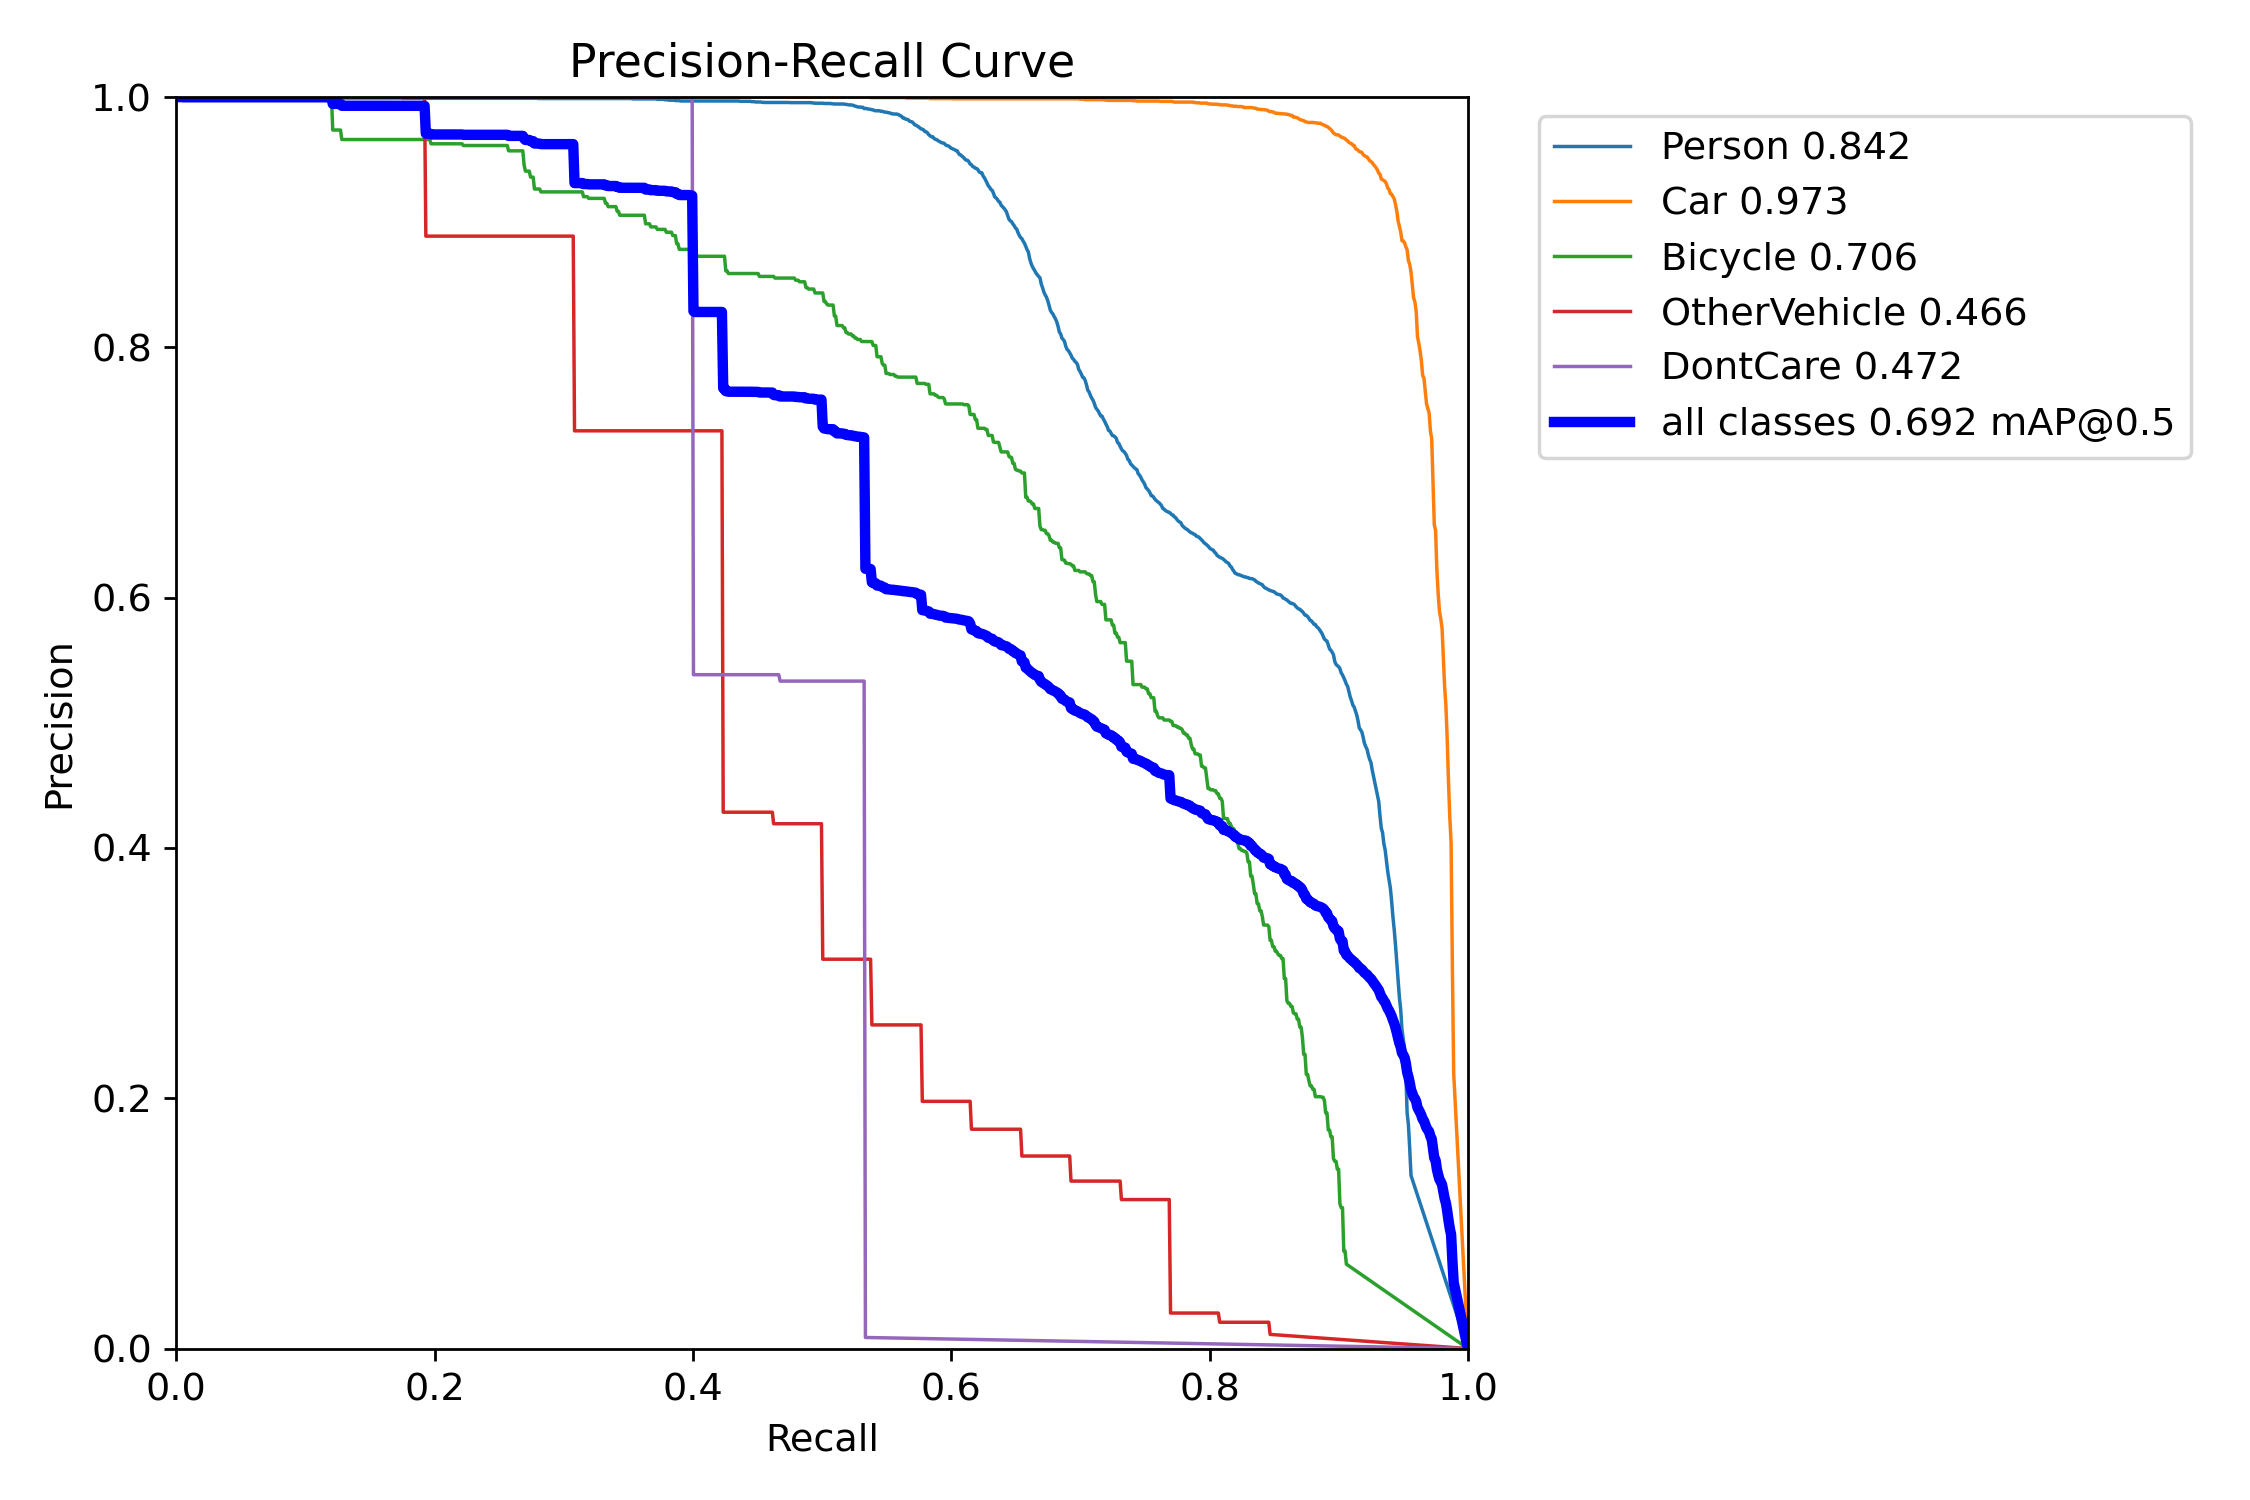 Precision-Recall Curve
1.0
0.8
0.6
0.4
0.2
0.0
Precision
0.0 0.2 0.4 0.6 0.8 1.0
Recall
Person 0.842
Car 0.973
Bicycle 0.706
OtherVehicle 0.466
DontCare 0.472
all classes 0.692 mAP@0.5